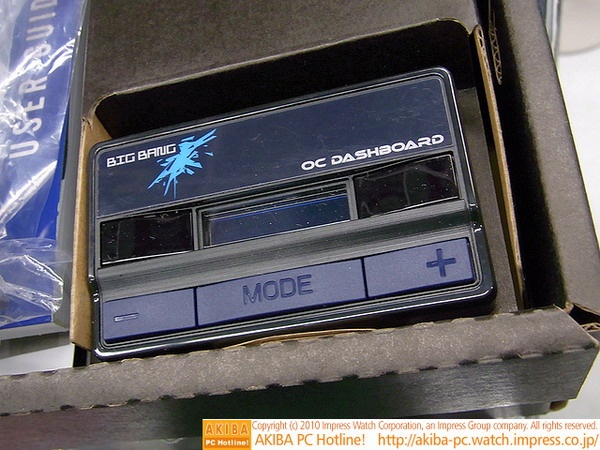 USER GUID
BIG BANG
OC DASHBOARD
- MODE +
AKIBA
PC Hotline!
Copyright (c) 2010 Impress Watch Corporation, an Impress Group company. All rights reserved.
AKIBA PC Hotline! http://akiba-pc.watch.impress.co.jp/